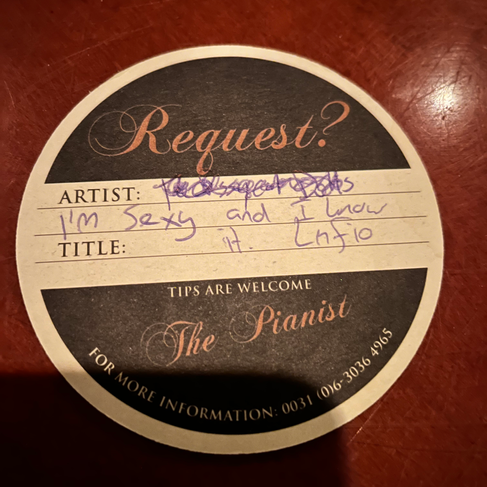 Request?
ARTIST:
I'M Sexy and I know
TITLE: it. Lmfio
TIPS ARE WELCOME
The Pianist
FOR MORE INFORMATION: 0031 (0)6-3036 4965